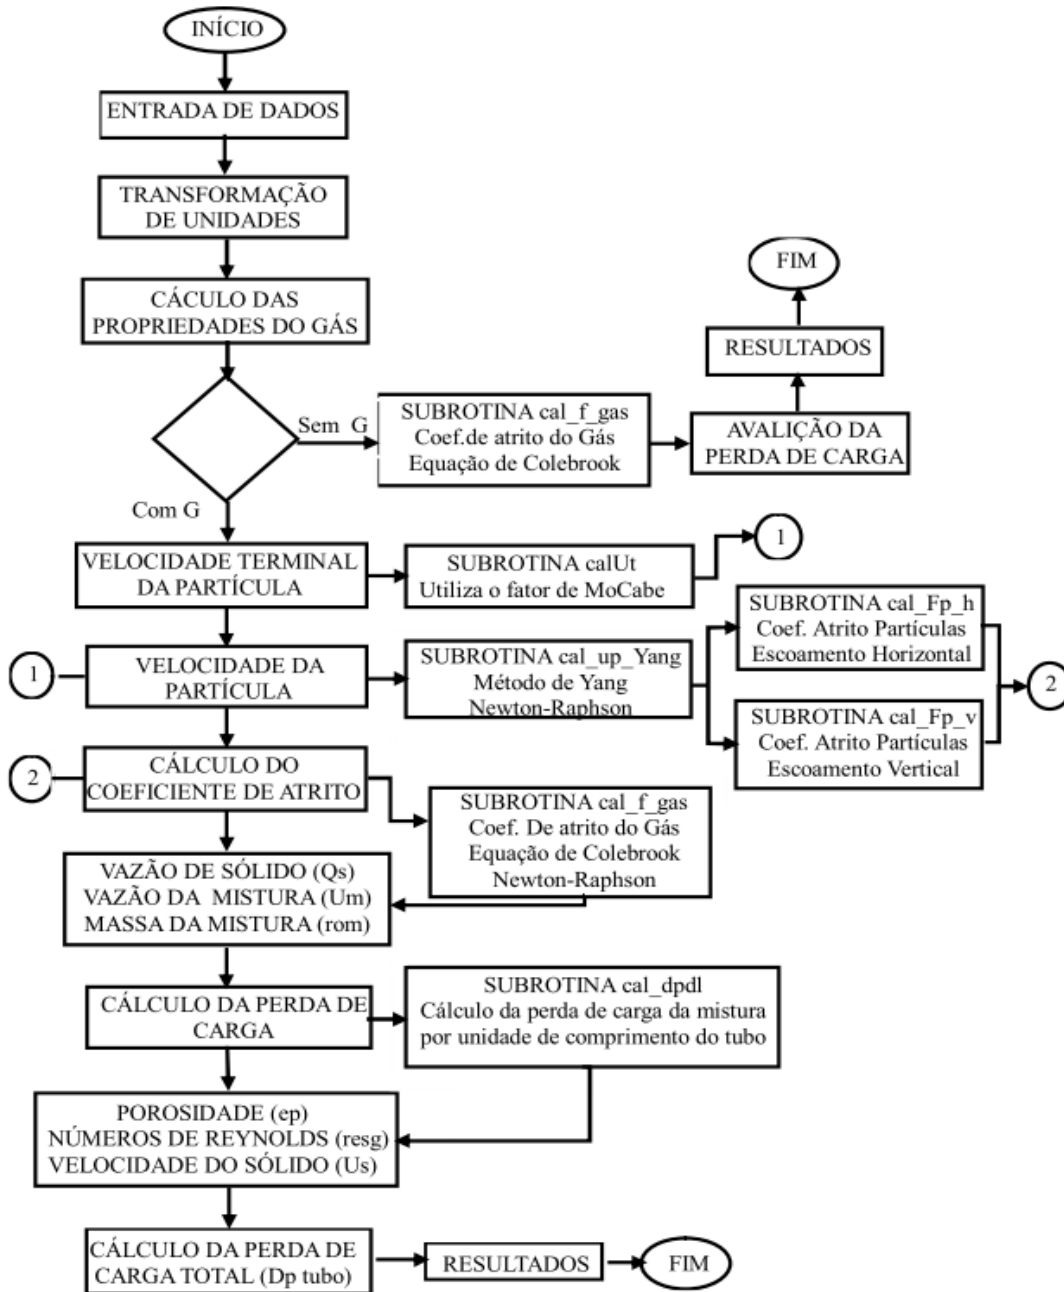 INÍCIO
ENTRADA DE DADOS
TRANSFORMAÇÃO
DE UNIDADES
CÁCULO DAS
PROPRIEDADES DO GÁS
FIM
RESULTADOS
Sem G
SUBROTINA cal_f_gas
Coef.de atrito do Gás
Equação de Colebrook
AVALIÇÃO DA
PERDA DE CARGA
Com G
VELOCIDADE TERMINAL
DA PARTÍCULA
SUBROTINA calUt
Utiliza o fator de MoCabe
1
1
VELOCIDADE DA
PARTÍCULA
SUBROTINA cal_up_Yang
Método de Yang
Newton-Raphson
SUBROTINA cal_Fp_h
Coef. Atrito Partículas
Escoamento Horizontal
SUBROTINA cal_Fp_v
Coef. Atrito Partículas
Escoamento Vertical
2
2
CÁLCULO DO
COEFICIENTE DE ATRITO
SUBROTINA cal_f_gas
Coef. De atrito do Gás
Equação de Colebrook
Newton-Raphson
VAZÃO DE SÓLIDO (Qs)
VAZÃO DA MISTURA (Um)
MASSA DA MISTURA (rom)
CÁLCULO DA PERDA DE
CARGA
SUBROTINA cal_dpdl
Cálculo da perda de carga da mistura
por unidade de comprimento do tubo
POROSIDADE (ep)
NÚMEROS DE REYNOLDS (resg)
VELOCIDADE DO SÓLIDO (Us)
CÁLCULO DA PERDA DE
CARGA TOTAL (Dp tubo)
RESULTADOS
FIM